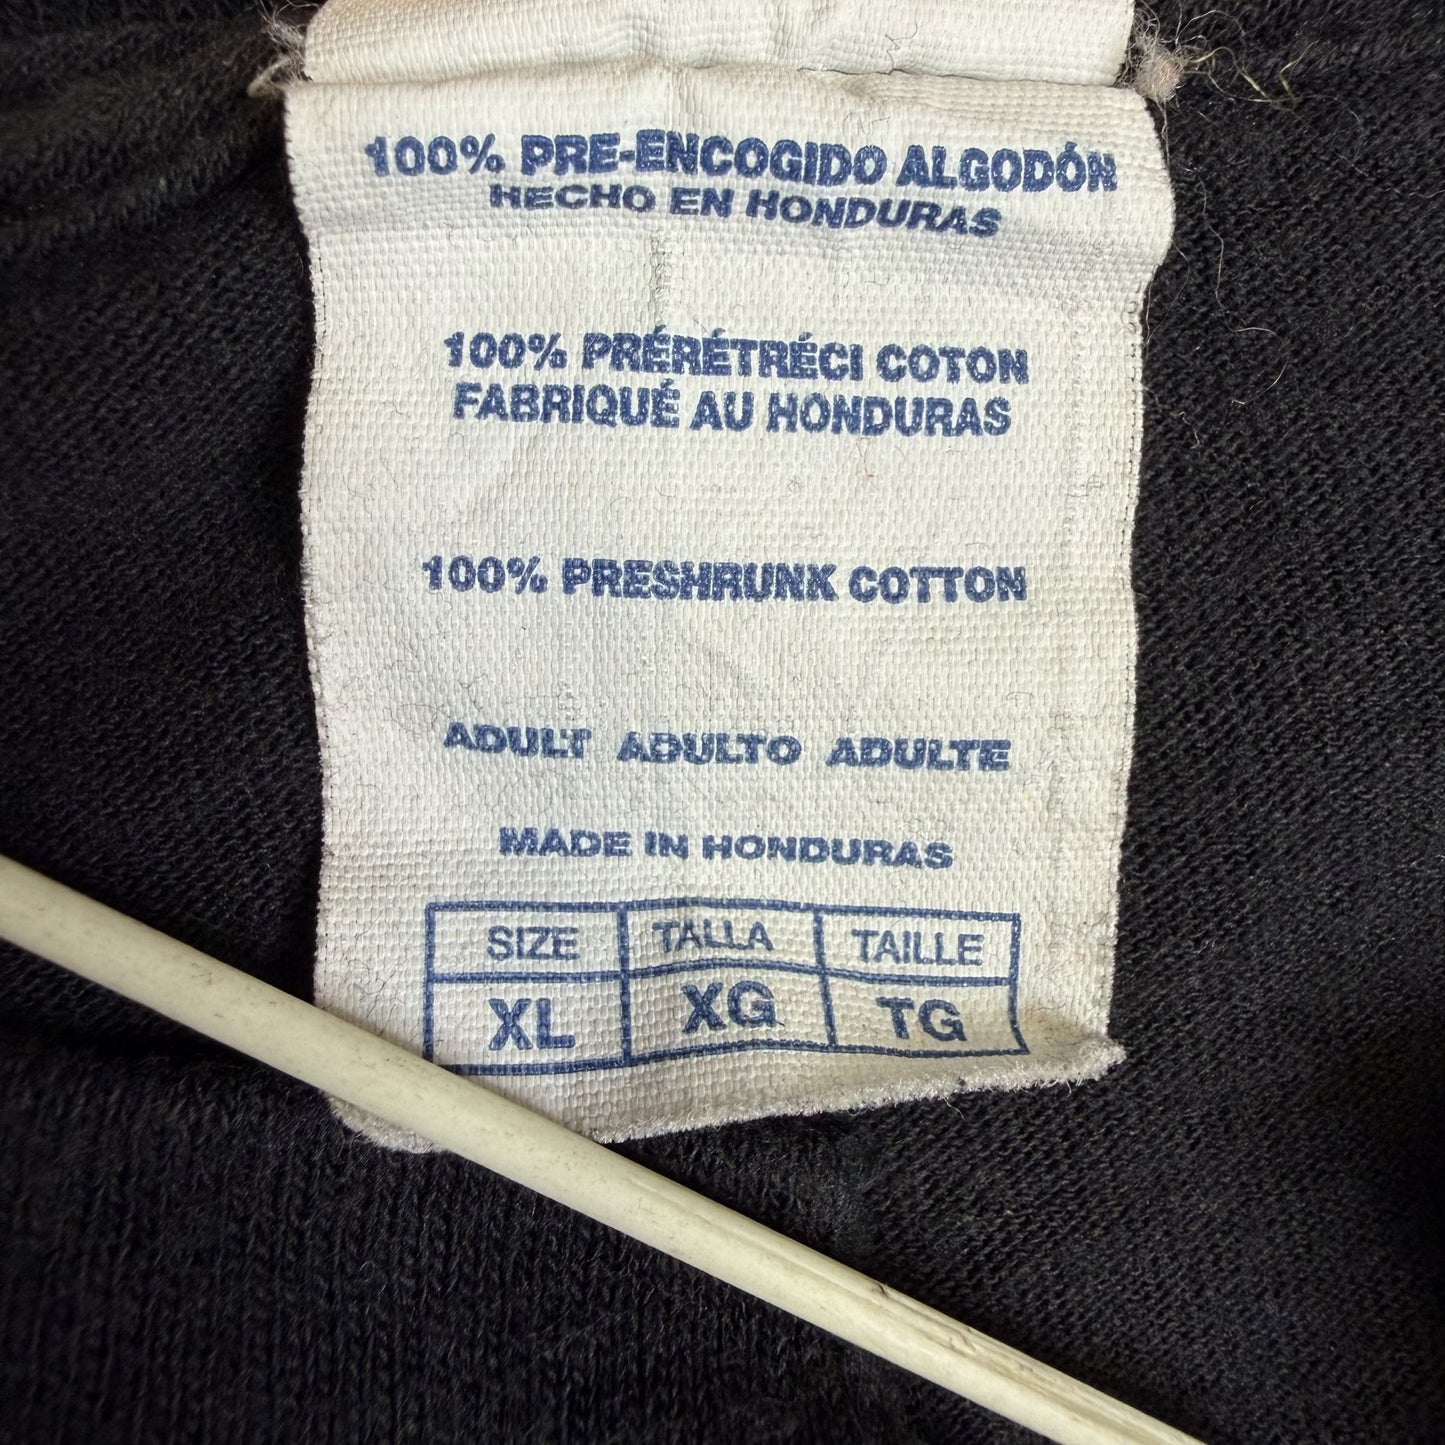 100% PRE-ENCOGIDO ALGODÓN
HECHO EN HONDURAS
100% PRÉRÉTRÉCI COTON
FABRIQUÉ AU HONDURAS
100% PRESHRUNK COTTON
ADULT ADULTO ADULTE
MADE IN HONDURAS
SIZE TALLA TAILLE
XL XG TG